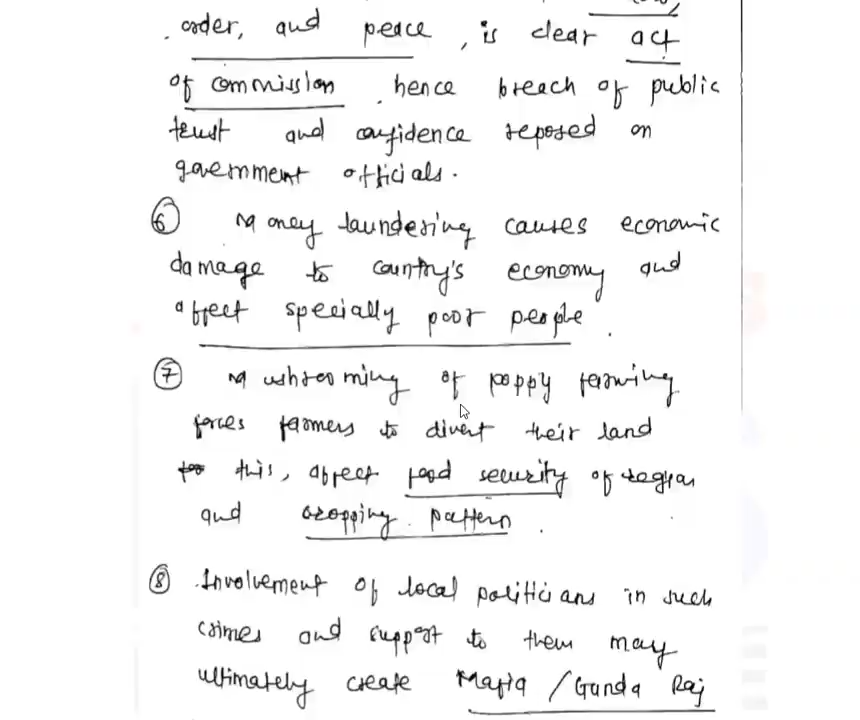 order, and peace, is clear act
of commission, hence breach of public
trust and confidence reposed on
government officials.
⑥ Money laundering causes economic
damage to country's economy and
affect specially poor people.
⑦ Mushrooming of poppy farming
forces farmers to divert their land
this, affect food security of region
and cropping pattern.
⑧ Involvement of local politicians in such
crimes and support to them may
ultimately create Mafia / Gunda Raj